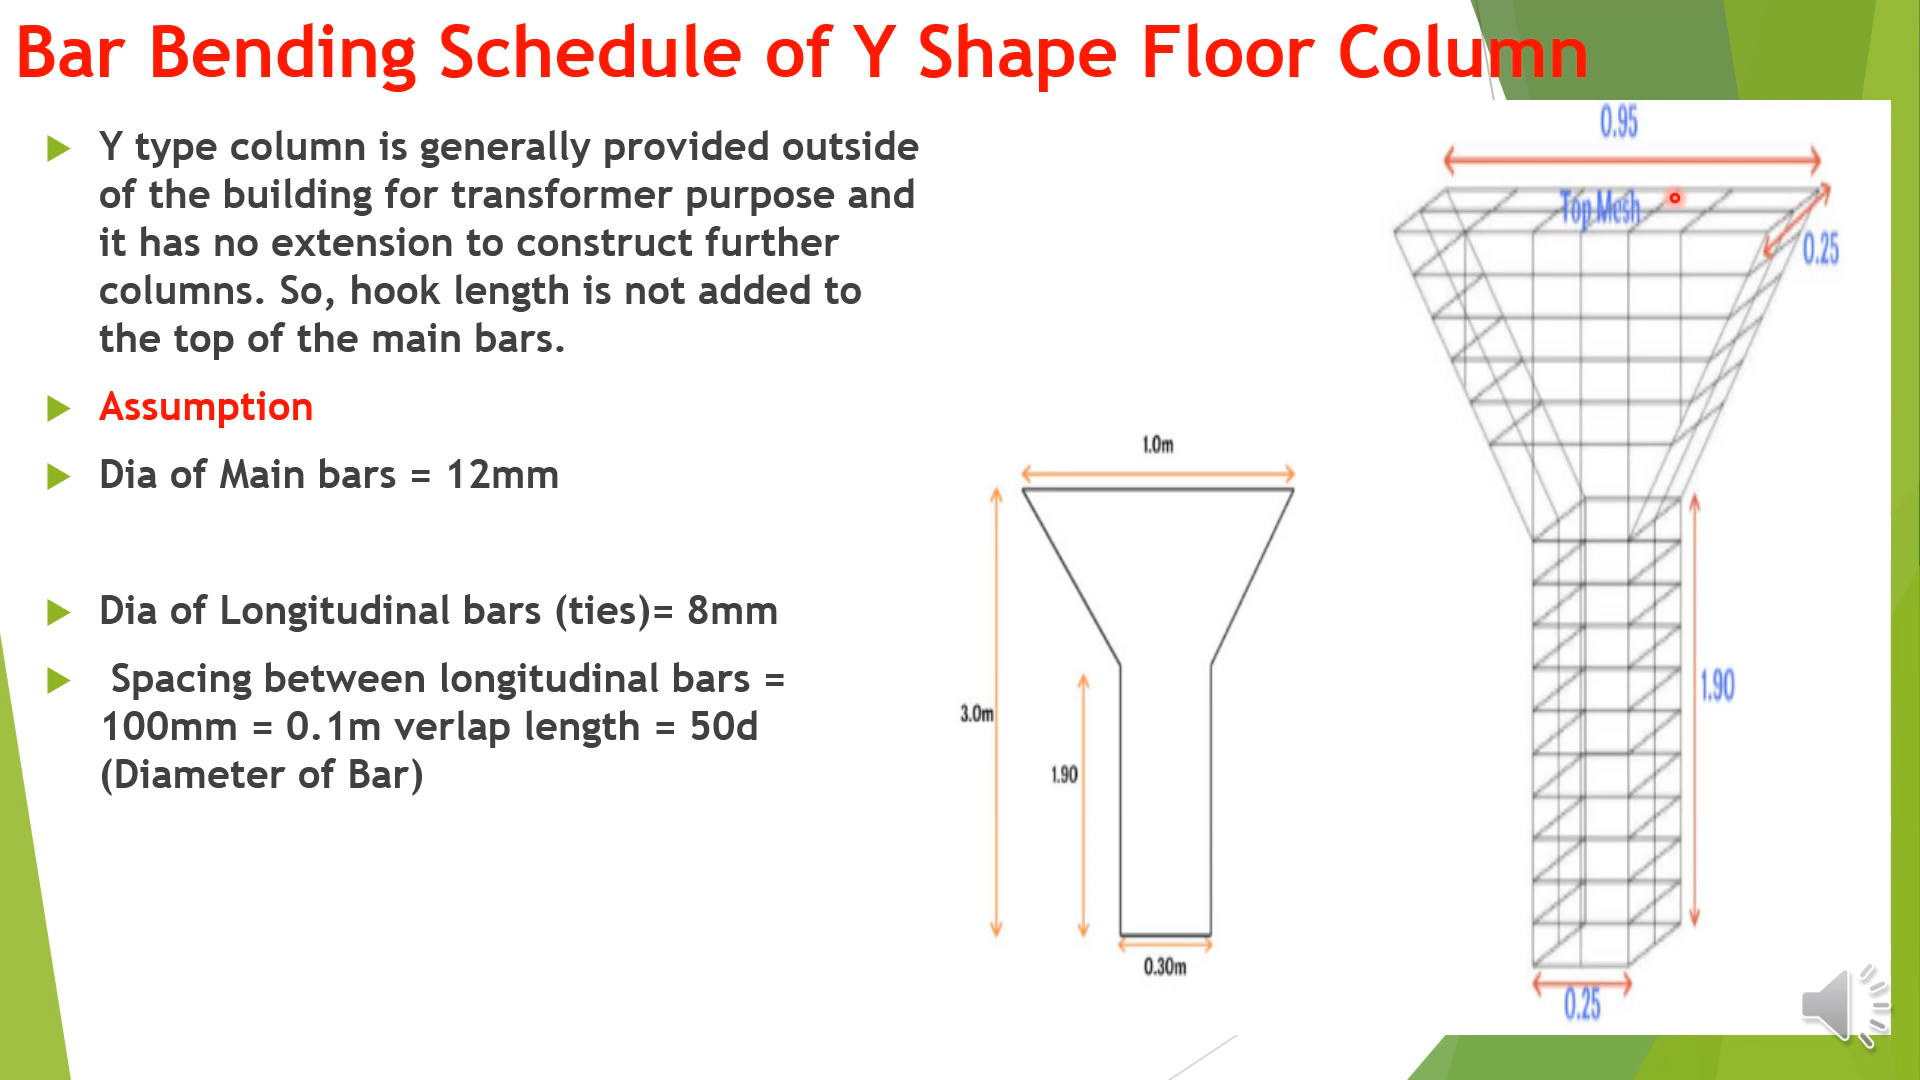 Bar Bending Schedule of Y Shape Floor Column
Y type column is generally provided outside
of the building for transformer purpose and
it has no extension to construct further
columns. So, hook length is not added to
the top of the main bars.
Assumption
Dia of Main bars = 12mm
Dia of Longitudinal bars (ties)= 8mm
Spacing between longitudinal bars =
100mm = 0.1m verlap length = 50d
(Diameter of Bar)
1.0m
3.0m
1.90
0.30m
0.95
Top Mesh
0.25
1.90
0.25